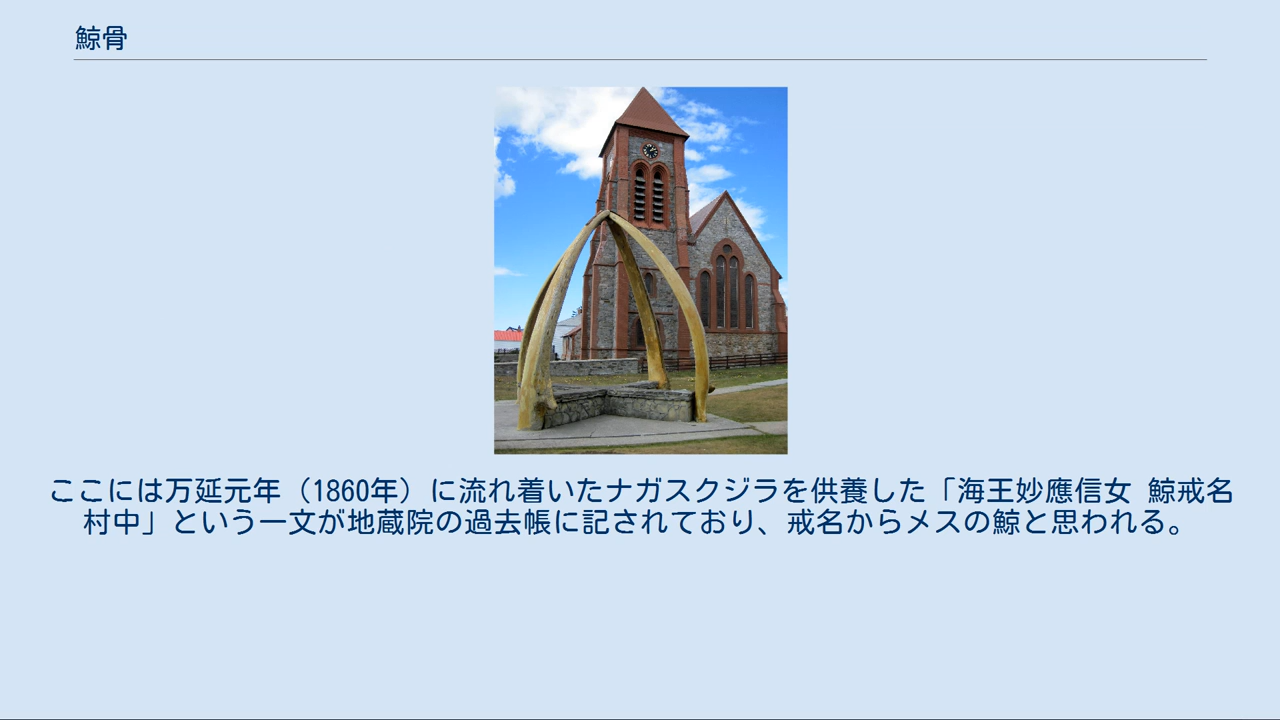 鯨骨
ここには万延元年（1860年）に流れ着いたナガスクジラを供養した「海王妙應信女 鯨戒名
村中」という一文が地蔵院の過去帳に記されており、戒名からメスの鯨と思われる。